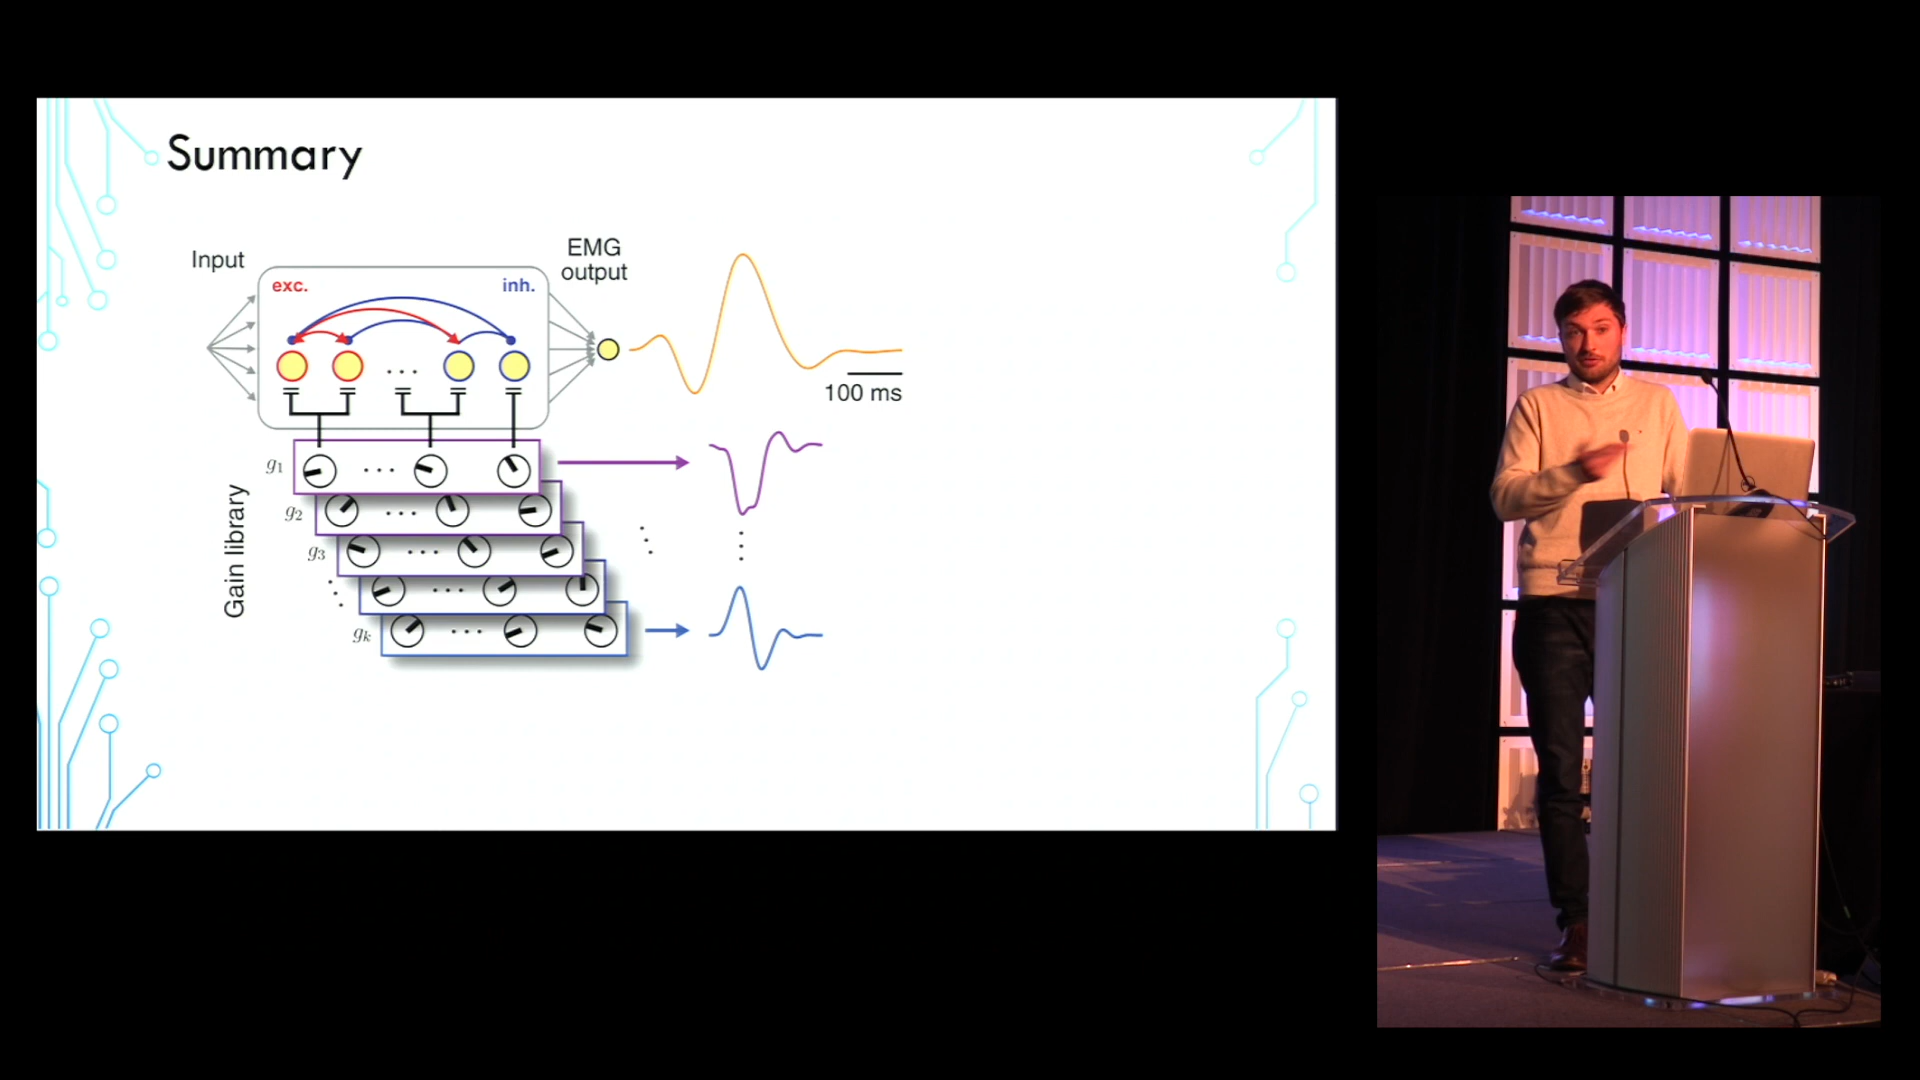 Summary
Input
EMG
output
exc.
inh.
100 ms
Gain library
g1
g2
g3
gk